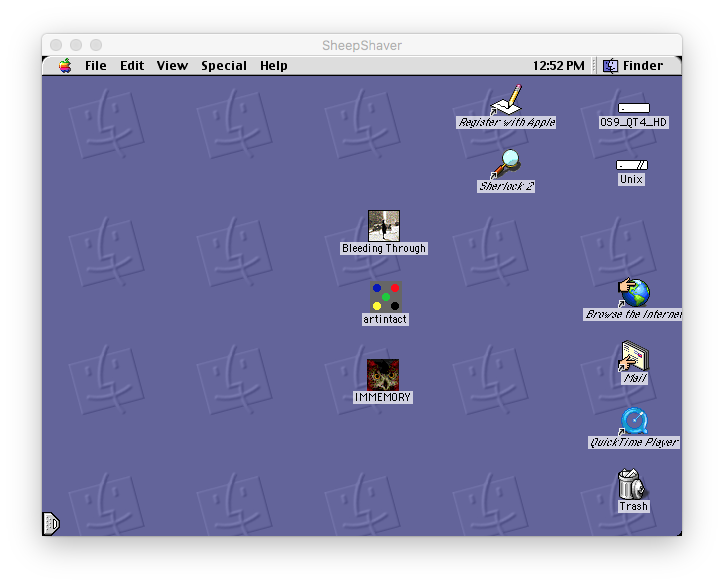 SheepShaver
File Edit View Special Help 12:52 PM Finder
Register with Apple
OS9_QT4_HD
Sherlock 2
Unix
Bleeding Through
artintact
Browse the Internet
IMMEMORY
Mail
QuickTime Player
Trash